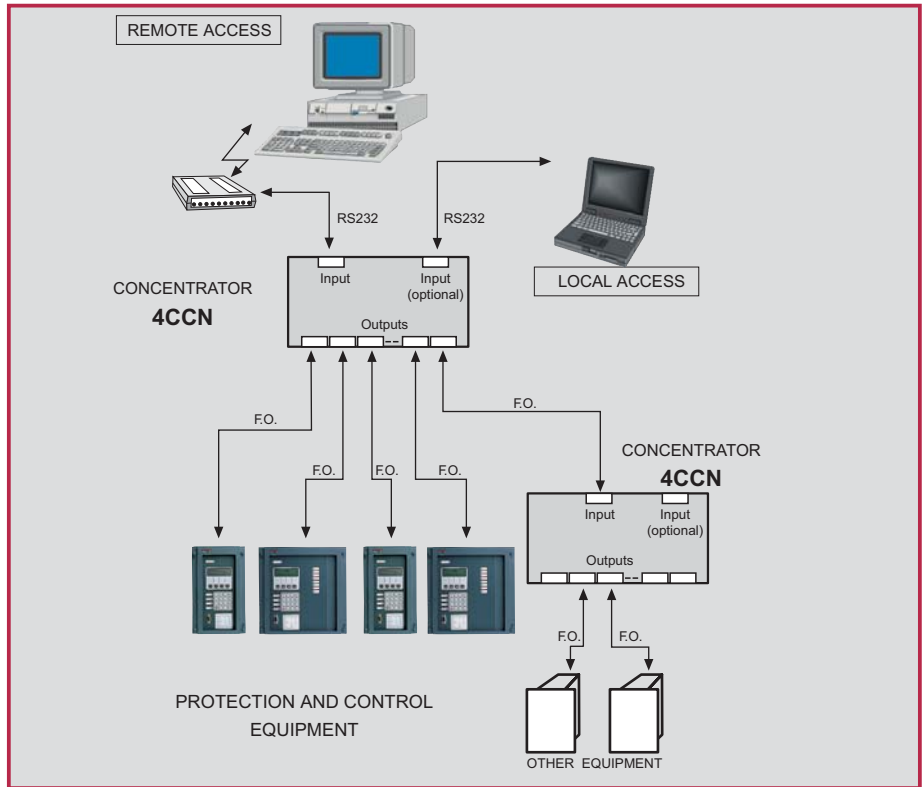 REMOTE ACCESS
RS232
RS232
CONCENTRATOR
4CCN
Input
Input
(optional)
Outputs
LOCAL ACCESS
F.O.
F.O.
F.O.
F.O.
F.O.
CONCENTRATOR
4CCN
Input
Input
(optional)
Outputs
F.O.
F.O.
PROTECTION AND CONTROL
EQUIPMENT
OTHER EQUIPMENT